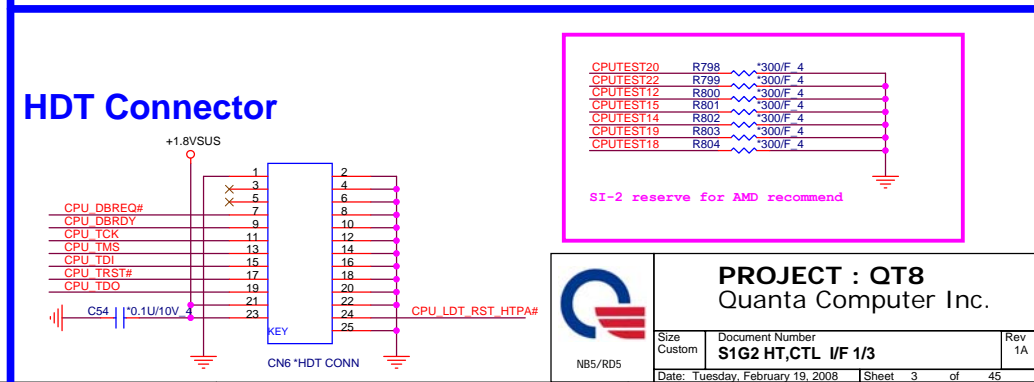 HDT Connector
+1.8VSUS
1 2
3 4
5 6
CPU_DBREQ# 7 8
CPU_DBRDY 9 10
CPU_TCK 11 12
CPU_TMS 13 14
CPU_TDI 15 16
CPU_TRST# 17 18
CPU_TDO 19 20
21 22
C54 *0.1U/10V_4 23 24 CPU_LDT_RST_HTPA#
KEY 25
CN6 *HDT CONN
CPUTEST20 R798 *300/F_4
CPUTEST22 R799 *300/F_4
CPUTEST12 R800 *300/F_4
CPUTEST15 R801 *300/F_4
CPUTEST14 R802 *300/F_4
CPUTEST19 R803 *300/F_4
CPUTEST18 R804 *300/F_4
SI-2 reserve for AMD recommend
NB5/RD5
PROJECT : QT8
Quanta Computer Inc.
Size Document Number Rev
Custom S1G2 HT,CTL I/F 1/3 1A
Date: Tuesday, February 19, 2008 Sheet 3 of 45